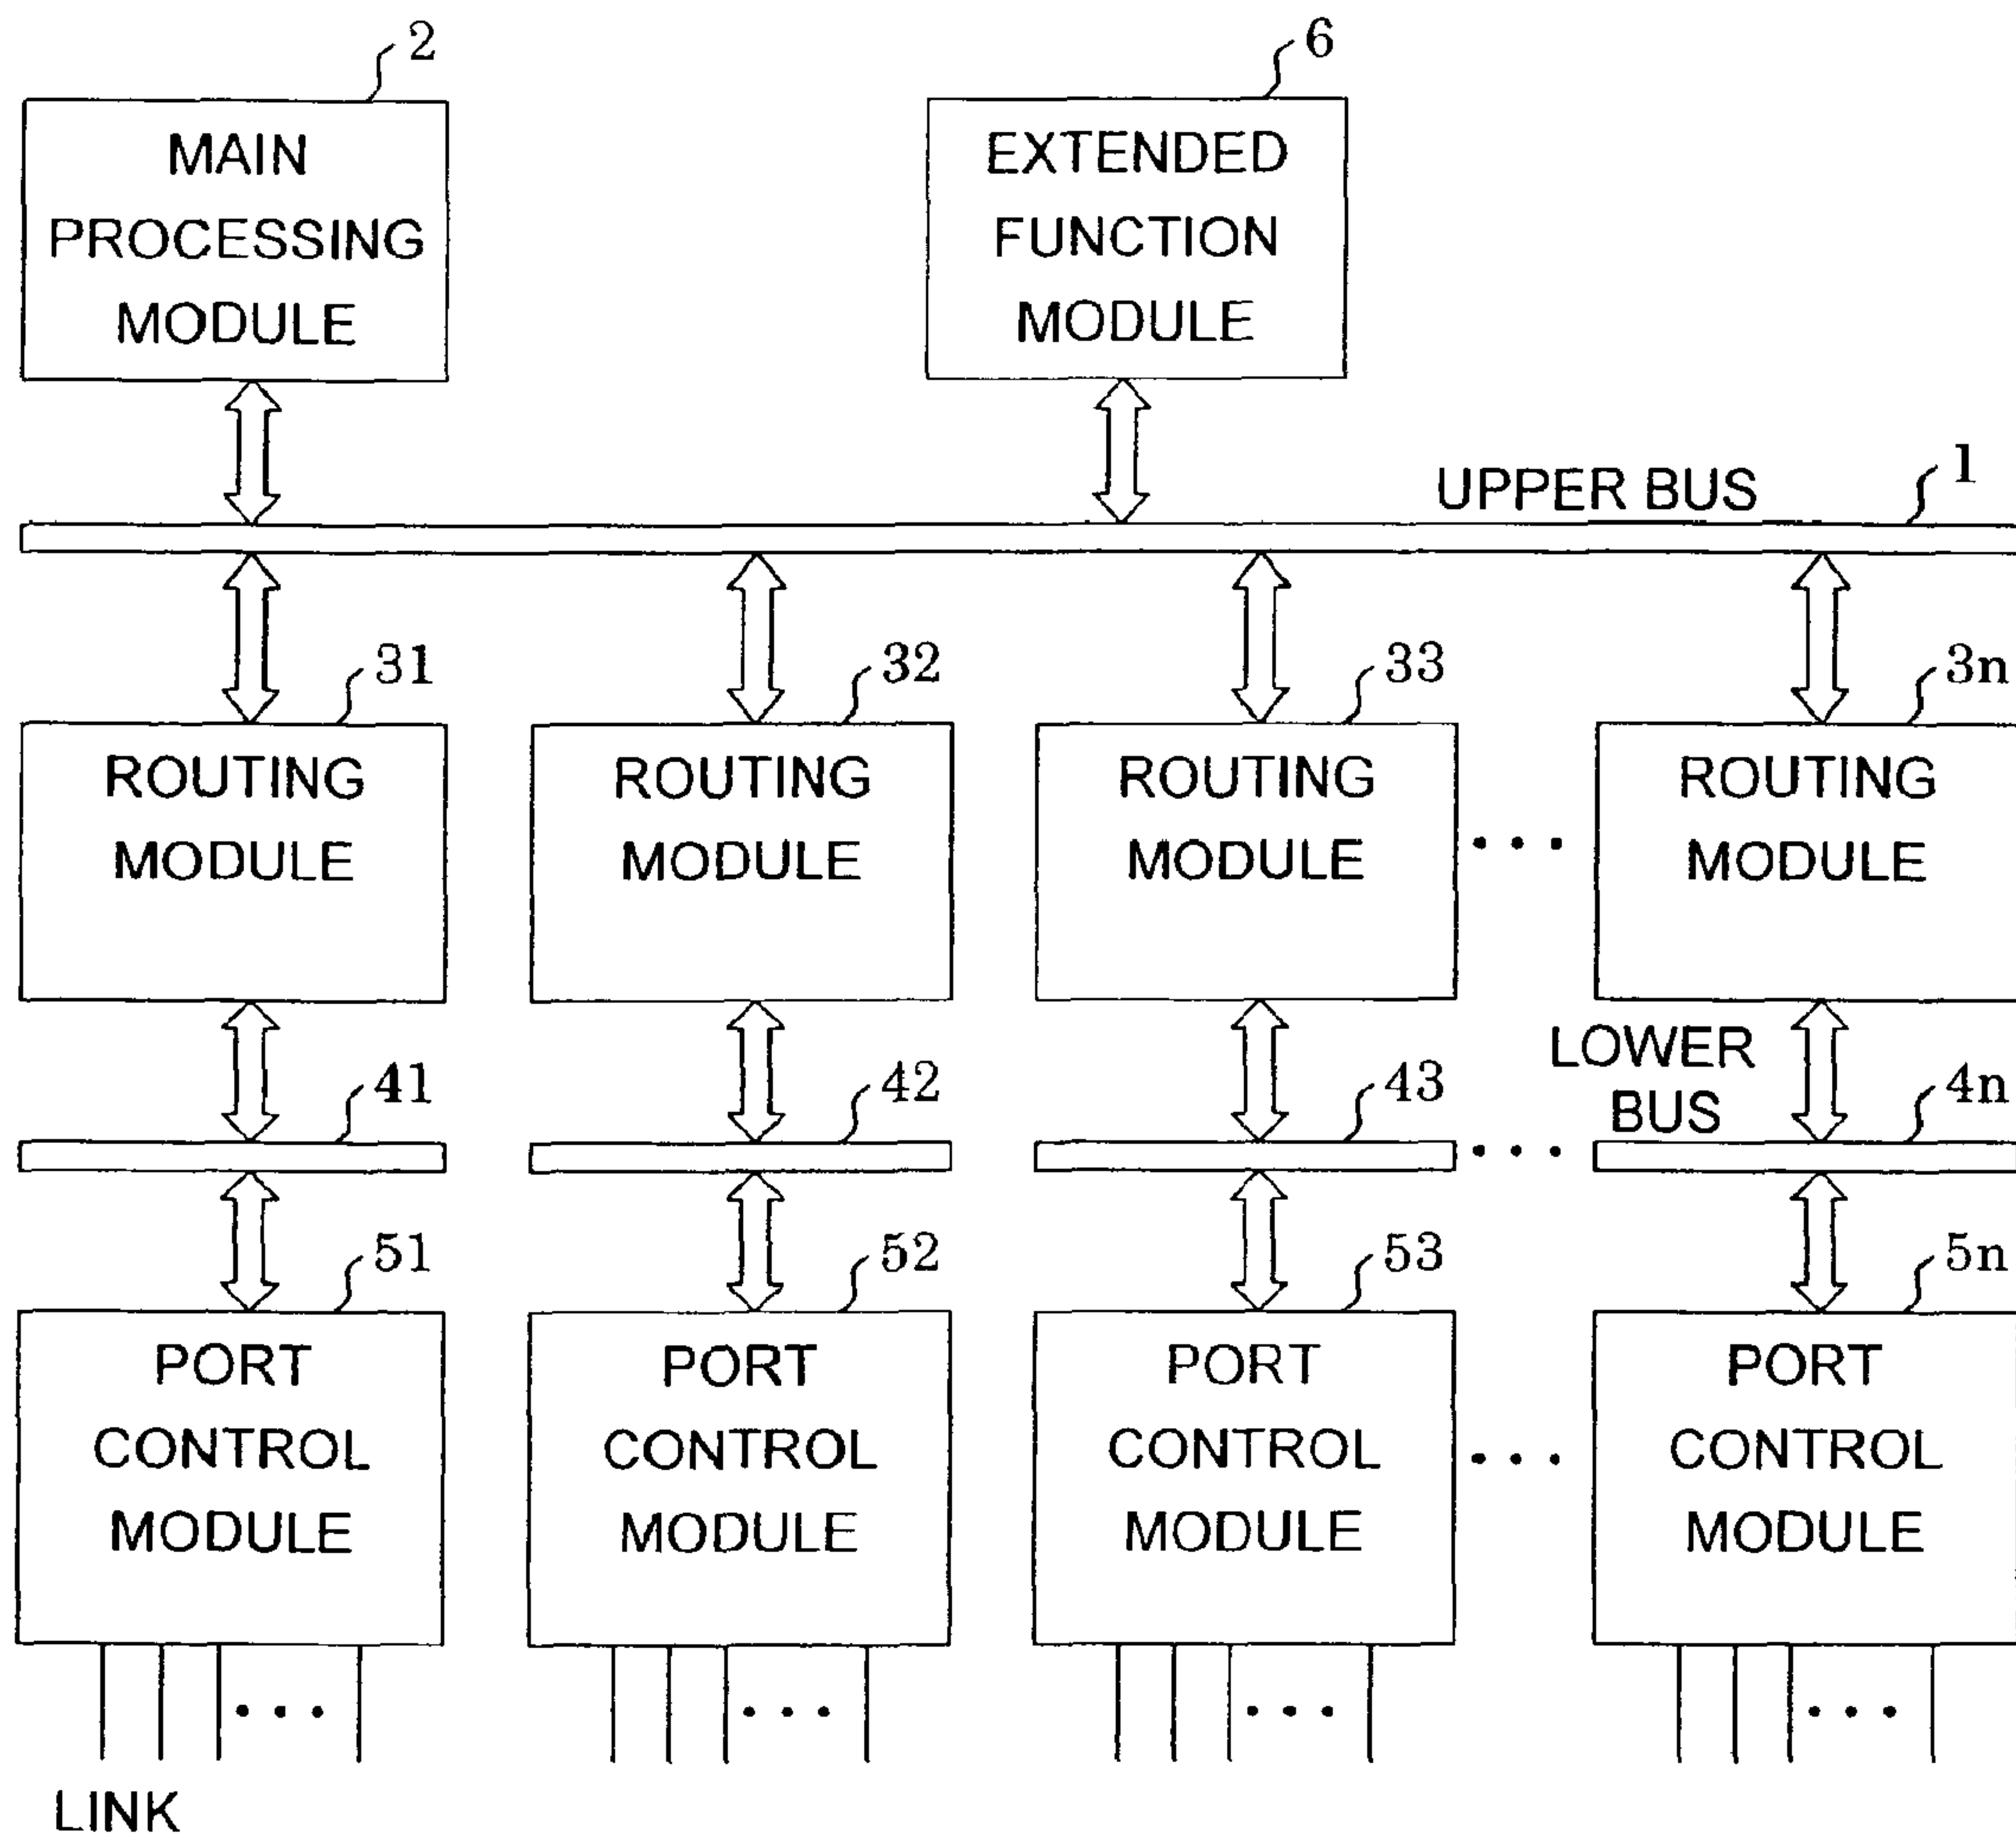 2
6
MAIN
PROCESSING
MODULE
EXTENDED
FUNCTION
MODULE
UPPER BUS
1
31
32
33
3n
ROUTING
MODULE
ROUTING
MODULE
ROUTING
MODULE
...
ROUTING
MODULE
LOWER
BUS
41
42
43
...
4n
51
52
53
5n
PORT
CONTROL
MODULE
PORT
CONTROL
MODULE
PORT
CONTROL
MODULE
...
PORT
CONTROL
MODULE
...
...
...
...
LINK